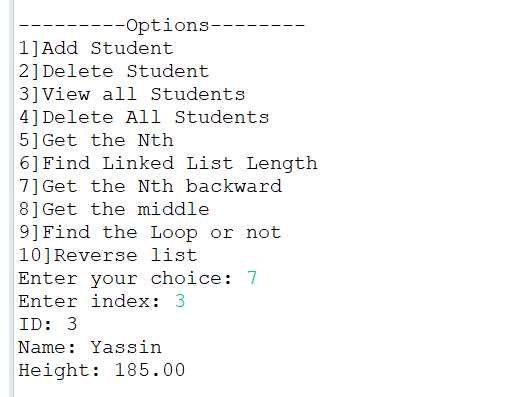 ---------Options--------
1]Add Student
2]Delete Student
3]View all Students
4]Delete All Students
5]Get the Nth
6]Find Linked List Length
7]Get the Nth backward
8]Get the middle
9]Find the Loop or not
10]Reverse list
Enter your choice: 7
Enter index: 3
ID: 3
Name: Yassin
Height: 185.00